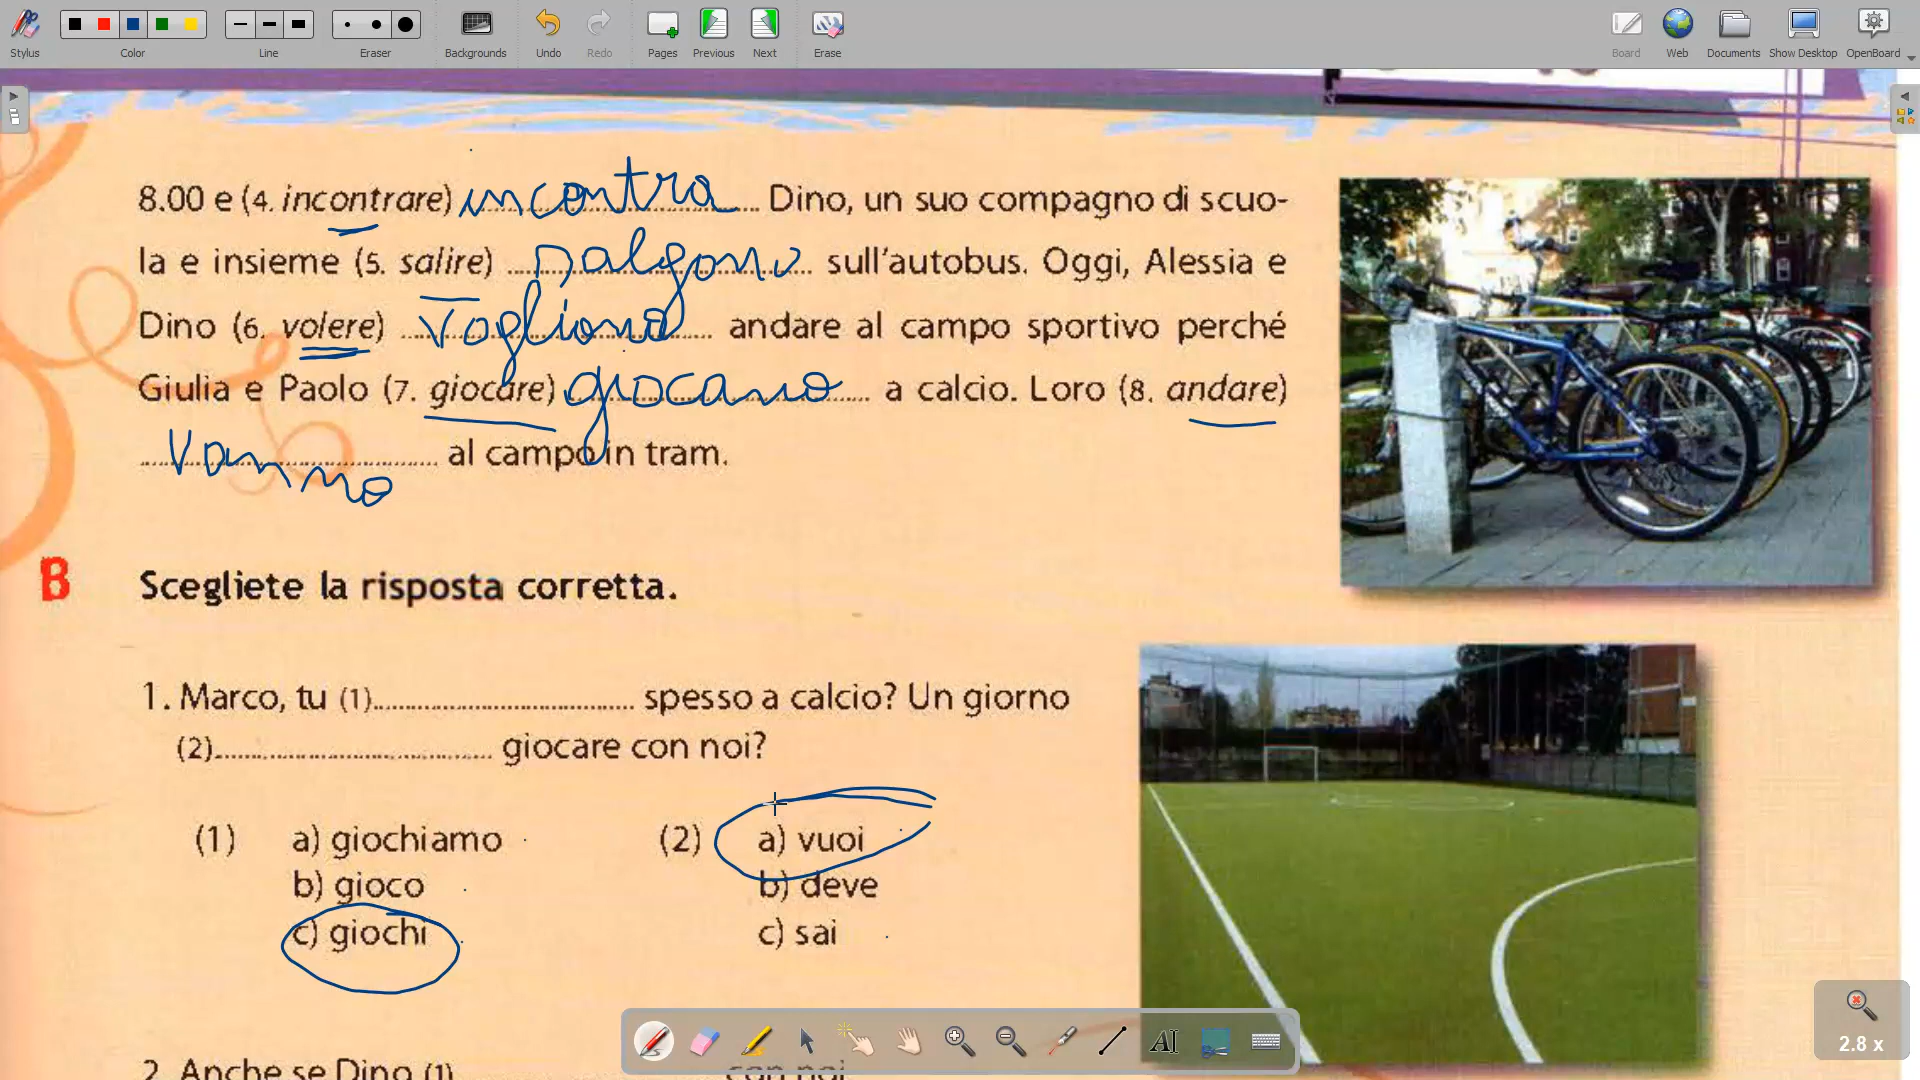 Stylus Color Line Eraser Backgrounds Undo Redo Pages Previous Next Erase Board Web Documents Show Desktop OpenBoard
8.00 e (4. incontrare) incontra Dino, un suo compagno di scuo-
la e insieme (5. salire) salgono sull'autobus. Oggi, Alessia e
Dino (6. volere) vogliono andare al campo sportivo perché
Giulia e Paolo (7. giocare) giocano a calcio. Loro (8. andare)
vanno al campo in tram.
B Scegliete la risposta corretta.
1. Marco, tu (1)........ spesso a calcio? Un giorno
(2)........ giocare con noi?
(1) a) giochiamo (2) a) vuoi
b) gioco b) deve
c) giochi c) sai
2. Anche se Dino (1)........ con noi
2.8 x